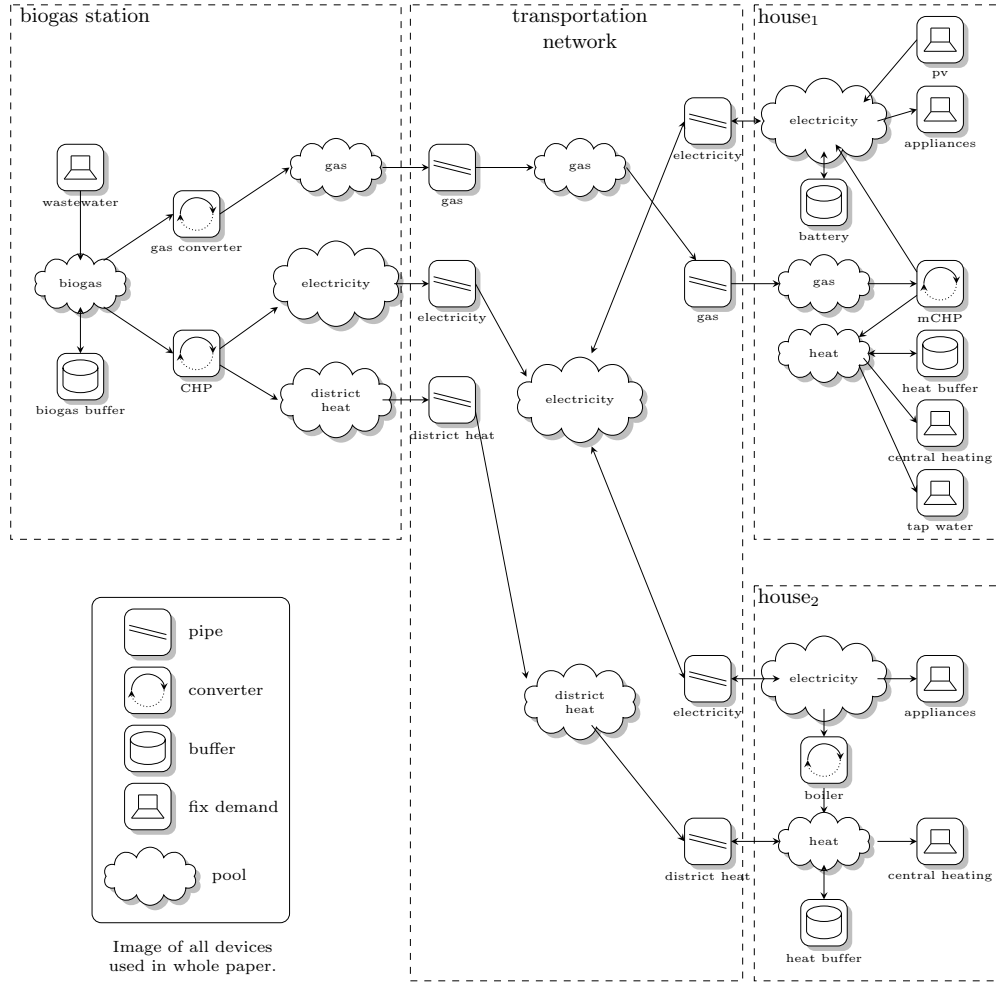 biogas station
wastewater
biogas
biogas buffer
gas converter
CHP
gas
electricity
district
heat
transportation
network
gas
electricity
district heat
gas
electricity
district
heat
electricity
gas
electricity
district heat
house1
pv
electricity
appliances
battery
gas
mCHP
heat
heat buffer
central heating
tap water
house2
electricity
appliances
boiler
heat
central heating
heat buffer
pipe
converter
buffer
fix demand
pool
Image of all devices
used in whole paper.